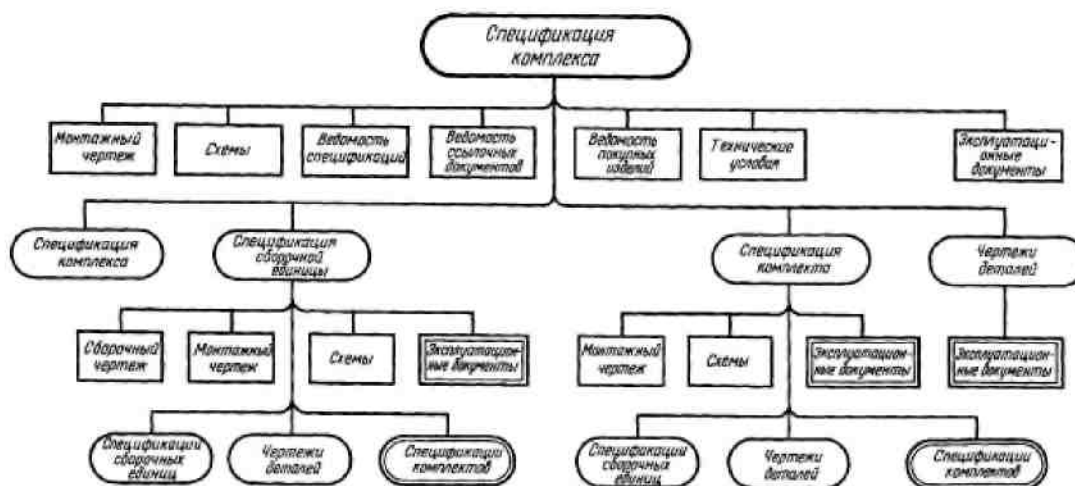 Спецификация
комплекса
Монтажный
чертеж
Схемы
Ведомость
спецификаций
Ведомость
ссылочных
документов
Ведомость
покупных
изделий
Технические
условая
Эксплуатаци-
онные
документы
Спецификация
комплекса
Спецификация
сборочной
единицы
Спецификация
комплекта
Чертежи
деталей
Сборочный
чертеж
Монтажный
чертеж
Схемы
Эксплуатацион-
ные документы
Монтажный
чертеж
Схемы
Эксплуатацион-
ные документы
Эксплуатацион-
ные документы
Спецификации
сборочных
единиц
Чертежи
деталей
Спецификации
комплектов
Спецификации
сборочных
единиц
Чертежи
деталей
Спецификации
комплектов